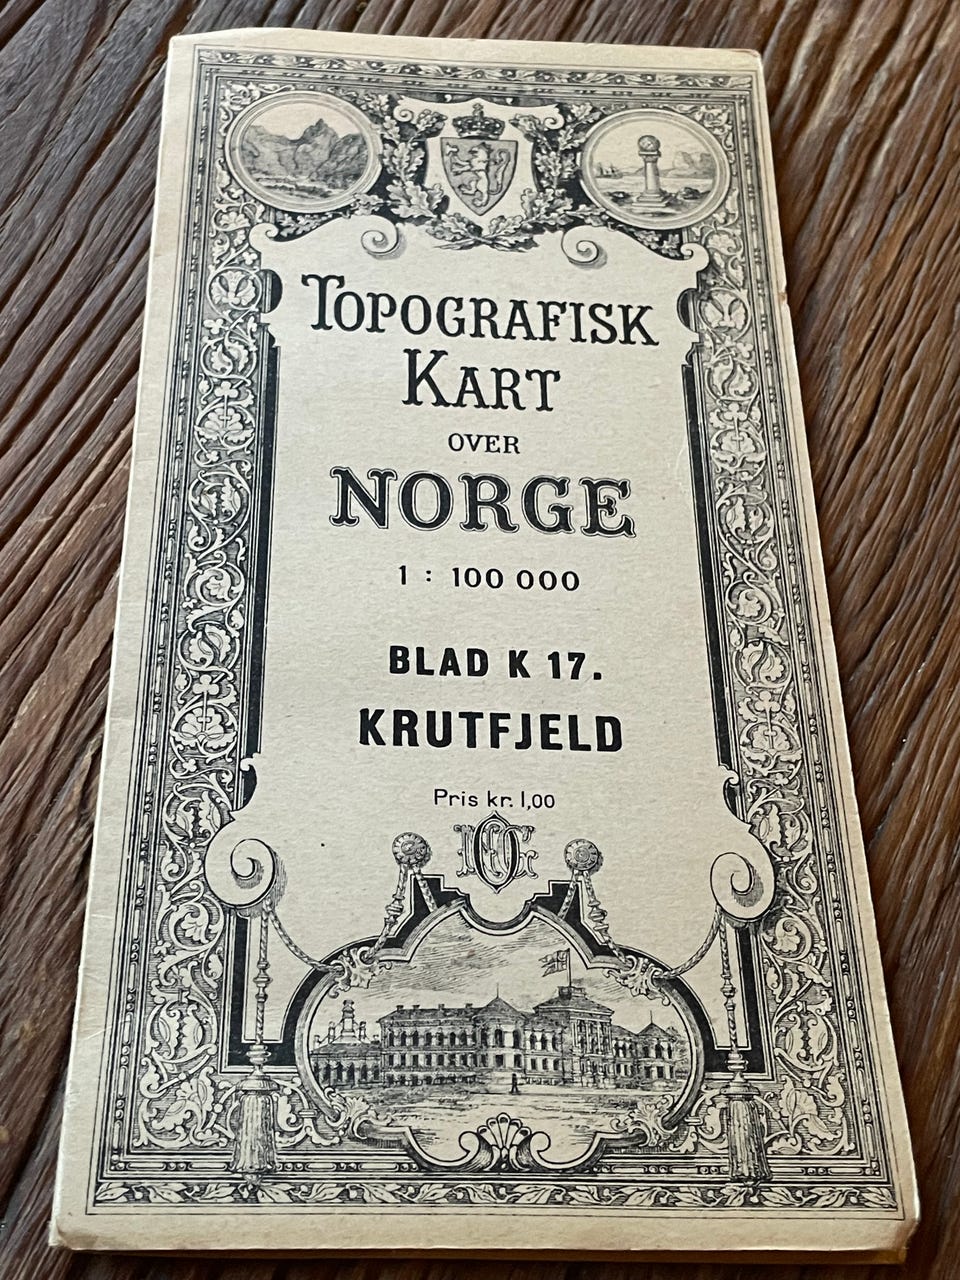 TOPOGRAFISK
KART
OVER
NORGE
1 : 100 000
BLAD K 17.
KRUTFJELD
Pris kr. 1,00